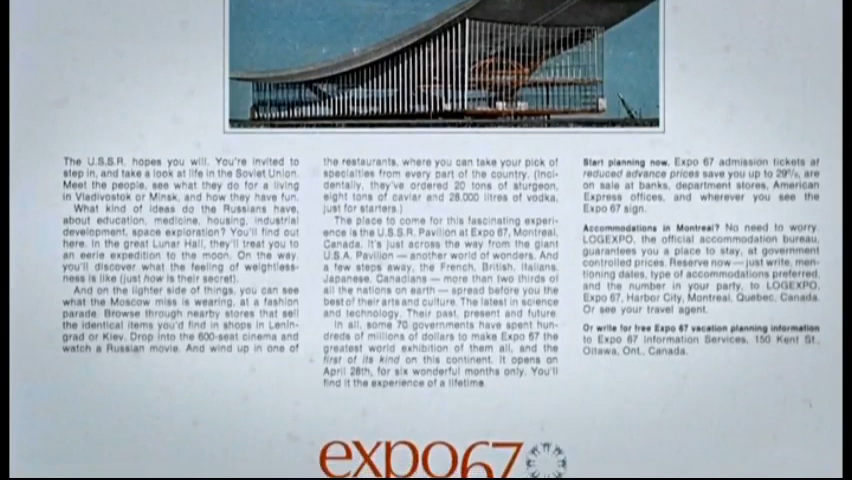 The U.S.S.R. hopes you will. You're invited to
step in, and take a look at life in the Soviet Union.
Meet the people, see what they do for a living
in Vladivostok or Minsk, and how they have fun.
What kind of ideas do the Russians have,
about education, medicine, housing, industrial
development, space exploration? You'll find out
here. In the great Lunar Hall, they'll treat you to
an eerie expedition to the moon. On the way,
you'll discover what the feeling of weightless-
ness is like (just how is their secret).
And on the lighter side of things, you can see
what the Moscow miss is wearing, at a fashion
parade. Browse through nearby stores that sell
the identical items you'd find in shops in Lenin-
grad or Kiev. Drop into the 600-seat cinema and
watch a Russian movie. And wind up in one of
the restaurants, where you can take your pick of
specialties from every part of the country. (Inci-
dentally, they've ordered 20 tons of sturgeon,
eight tons of caviar and 28,000 litres of vodka,
just for starters.)
The place to come for this fascinating experi-
ence is the U.S.S.R. Pavilion at Expo 67, Montreal,
Canada. It's just across the way from the giant
U.S.A. Pavilion — another world of wonders. And
a few steps away, the French, British, Italians,
Japanese, Canadians — more than two thirds of
all the nations on earth — spread before you the
best of their arts and culture. The latest in science
and technology. Their past, present and future.
In all, some 70 governments have spent hun-
dreds of millions of dollars to make Expo 67 the
greatest world exhibition of them all, and the
first of its kind on this continent. It opens on
April 28th, for six wonderful months only. You'll
find it the experience of a lifetime.
Start planning now. Expo 67 admission tickets at
reduced advance prices save you up to 29%, are
on sale at banks, department stores, American
Express offices, and wherever you see the
Expo 67 sign.
Accommodations in Montreal? No need to worry.
LOGEXPO, the official accommodation bureau,
guarantees you a place to stay, at government
controlled prices. Reserve now — just write, men-
tioning dates, type of accommodations preferred,
and the number in your party, to LOGEXPO,
Expo 67, Harbor City, Montreal, Quebec, Canada.
Or see your travel agent.
Or write for free Expo 67 vacation planning information
to Expo 67 Information Services, 150 Kent St.,
Ottawa, Ont., Canada.
expo67